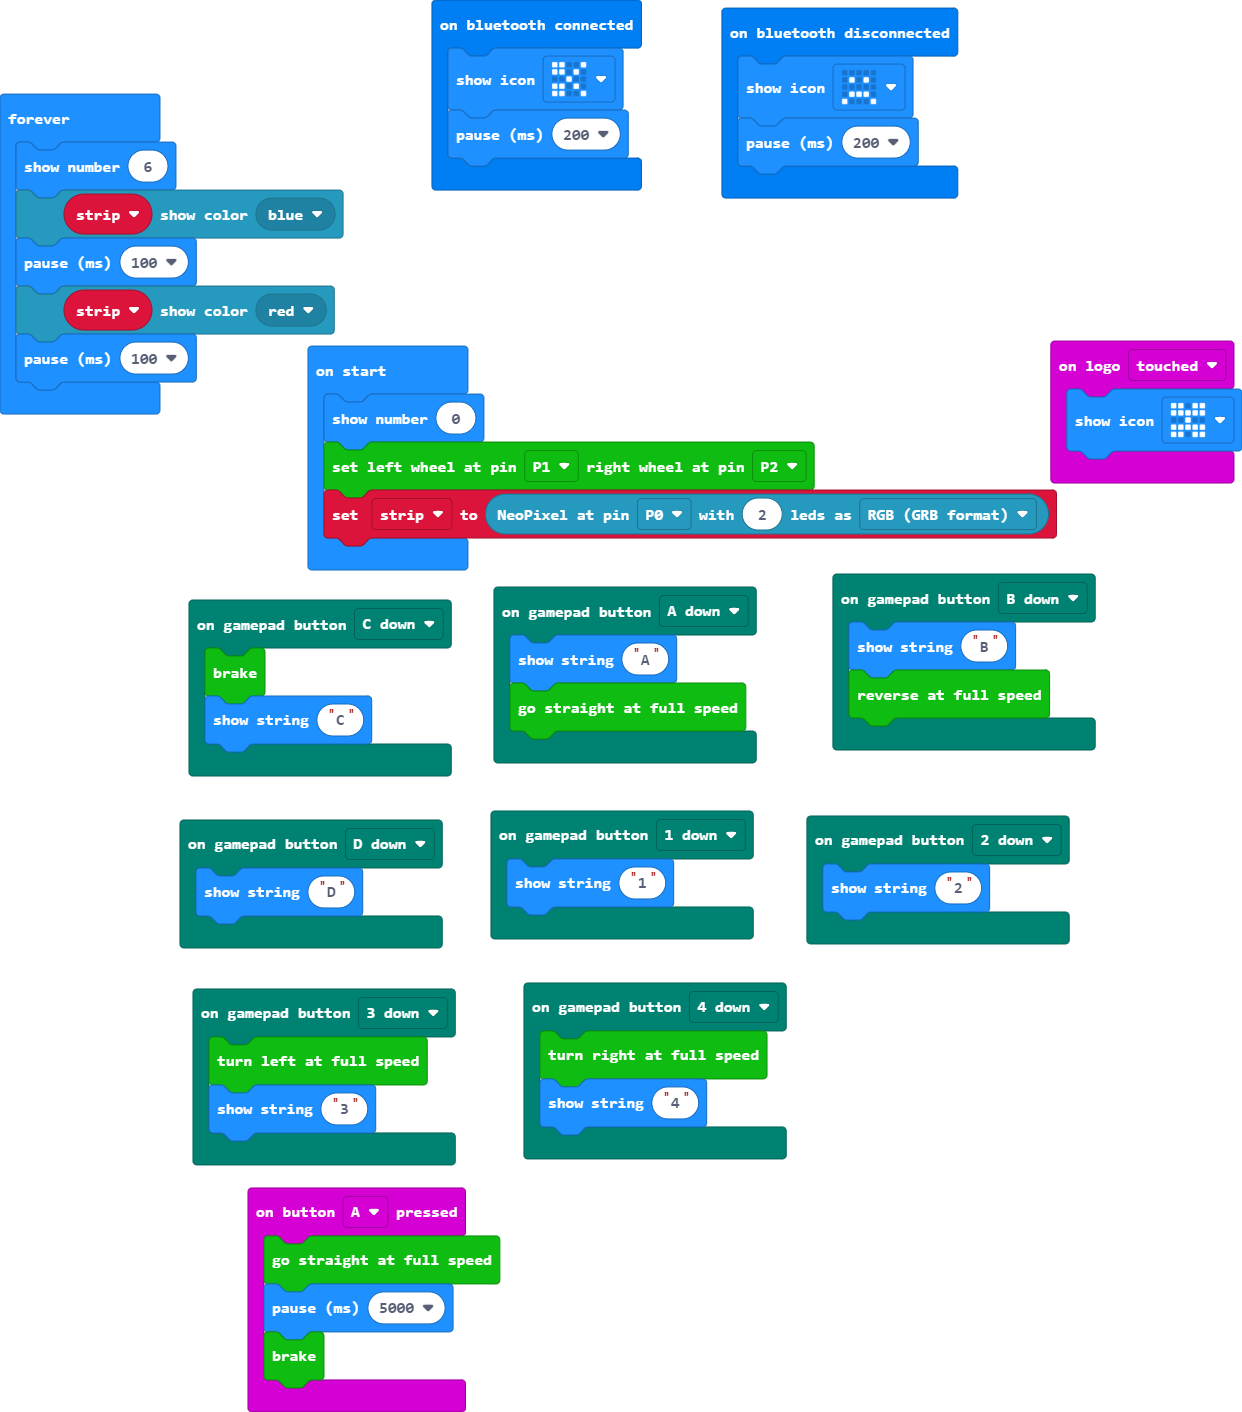 on bluetooth connected
show icon
pause (ms) 200
on bluetooth disconnected
show icon
pause (ms) 200
forever
show number 6
strip show color blue
pause (ms) 100
strip show color red
pause (ms) 100
on start
show number 0
set left wheel at pin P1 right wheel at pin P2
set strip to NeoPixel at pin P0 with 2 leds as RGB (GRB format)
on logo touched
show icon
on gamepad button C down
brake
show string "C"
on gamepad button A down
show string "A"
go straight at full speed
on gamepad button B down
show string "B"
reverse at full speed
on gamepad button D down
show string "D"
on gamepad button 1 down
show string "1"
on gamepad button 2 down
show string "2"
on gamepad button 3 down
turn left at full speed
show string "3"
on gamepad button 4 down
turn right at full speed
show string "4"
on button A pressed
go straight at full speed
pause (ms) 5000
brake